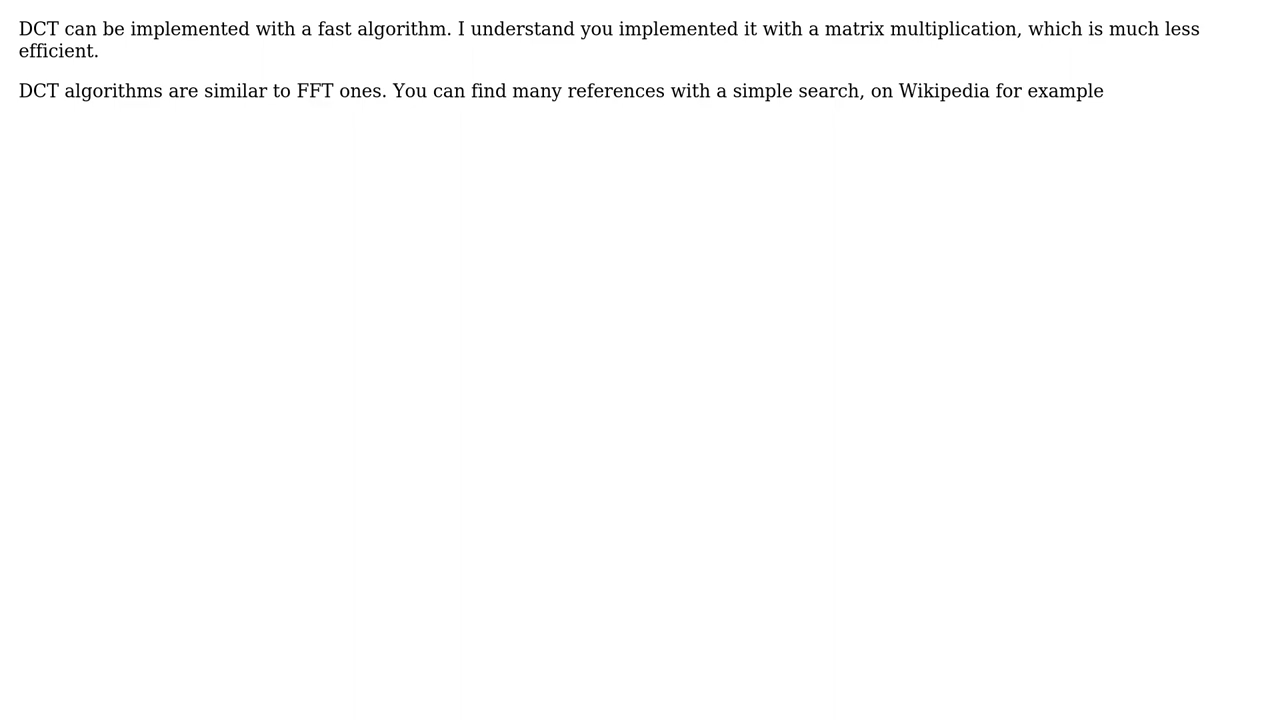 DCT can be implemented with a fast algorithm. I understand you implemented it with a matrix multiplication, which is much less
efficient.
DCT algorithms are similar to FFT ones. You can find many references with a simple search, on Wikipedia for example